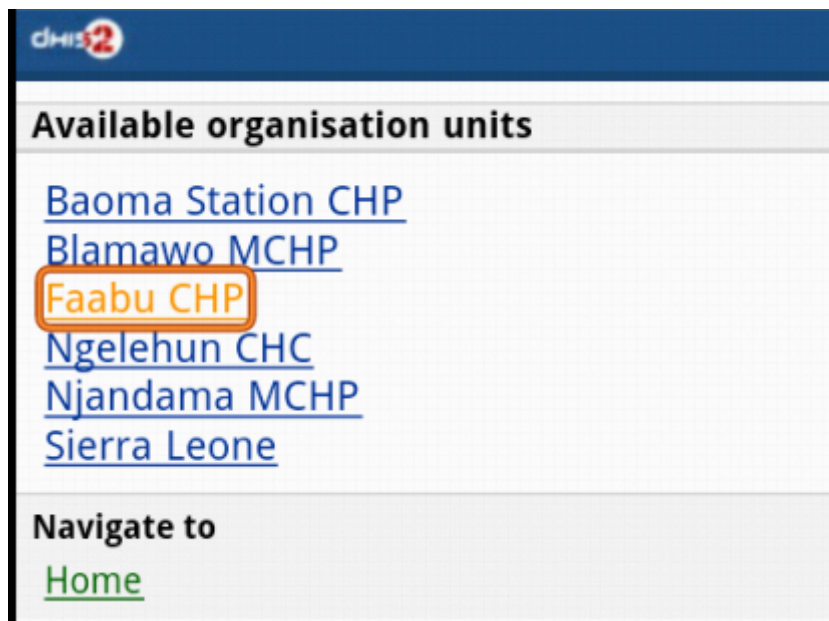 dHIS2
Available organisation units
Baoma Station CHP
Blamawo MCHP
Faabu CHP
Ngelehun CHC
Njandama MCHP
Sierra Leone
Navigate to
Home